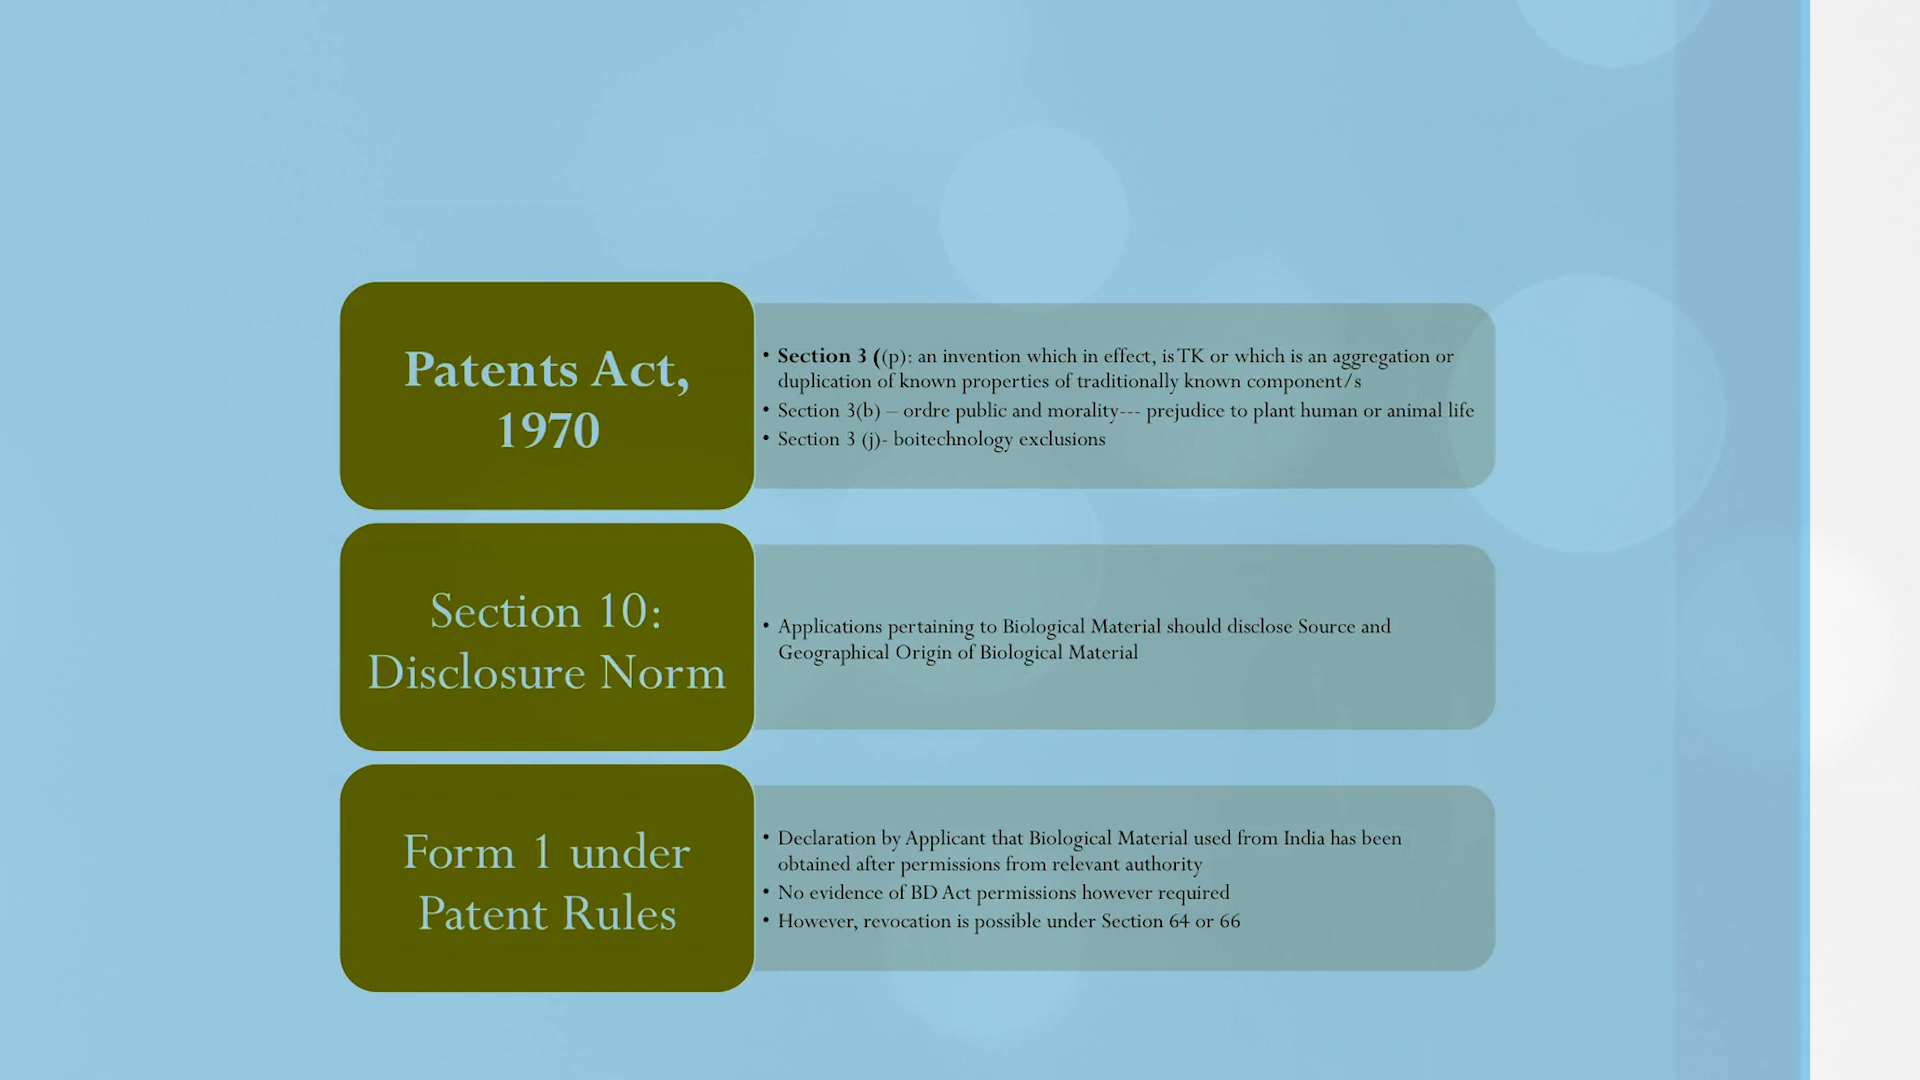 Patents Act,
1970
• Section 3 ((p): an invention which in effect, is TK or which is an aggregation or
duplication of known properties of traditionally known component/s
• Section 3(b) – ordre public and morality--- prejudice to plant human or animal life
• Section 3 (j)- boitechnology exclusions
Section 10:
Disclosure Norm
• Applications pertaining to Biological Material should disclose Source and
Geographical Origin of Biological Material
Form 1 under
Patent Rules
• Declaration by Applicant that Biological Material used from India has been
obtained after permissions from relevant authority
• No evidence of BD Act permissions however required
• However, revocation is possible under Section 64 or 66